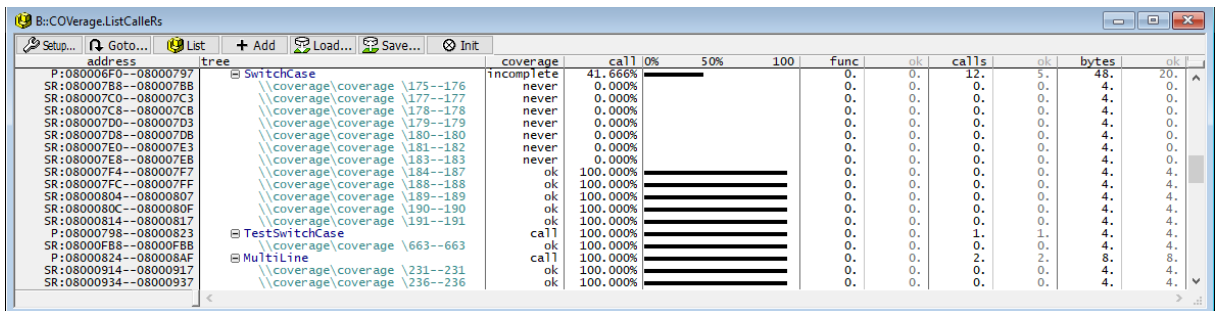 B::COVerage.ListCalleRs
Setup... Goto... List Add Load... Save... Init
address tree coverage call 0% 50% 100 func ok calls ok bytes ok
P:080006F0--08000797 SwitchCase incomplete 41.666% 0. 0. 12. 5. 48. 20.
SR:080007B8--080007BB \\coverage\coverage \175--176 never 0.000% 0. 0. 0. 0. 4. 0.
SR:080007C0--080007C3 \\coverage\coverage \177--177 never 0.000% 0. 0. 0. 0. 4. 0.
SR:080007C8--080007CB \\coverage\coverage \178--178 never 0.000% 0. 0. 0. 0. 4. 0.
SR:080007D0--080007D3 \\coverage\coverage \179--179 never 0.000% 0. 0. 0. 0. 4. 0.
SR:080007D8--080007DB \\coverage\coverage \180--180 never 0.000% 0. 0. 0. 0. 4. 0.
SR:080007E0--080007E3 \\coverage\coverage \181--182 never 0.000% 0. 0. 0. 0. 4. 0.
SR:080007E8--080007EB \\coverage\coverage \183--183 never 0.000% 0. 0. 0. 0. 4. 0.
SR:080007F4--080007F7 \\coverage\coverage \184--187 ok 100.000% 0. 0. 0. 0. 4. 4.
SR:080007FC--080007FF \\coverage\coverage \188--188 ok 100.000% 0. 0. 0. 0. 4. 4.
SR:08000804--08000807 \\coverage\coverage \189--189 ok 100.000% 0. 0. 0. 0. 4. 4.
SR:0800080C--0800080F \\coverage\coverage \190--190 ok 100.000% 0. 0. 0. 0. 4. 4.
SR:08000814--08000817 \\coverage\coverage \191--191 ok 100.000% 0. 0. 0. 0. 4. 4.
P:08000798--08000823 TestSwitchCase call 100.000% 0. 0. 1. 1. 4. 4.
SR:08000FB8--08000FBB \\coverage\coverage \663--663 ok 100.000% 0. 0. 0. 0. 4. 4.
P:08000824--080008AF MultiLine call 100.000% 0. 0. 2. 2. 8. 8.
SR:08000914--08000917 \\coverage\coverage \231--231 ok 100.000% 0. 0. 0. 0. 4. 4.
SR:08000934--08000937 \\coverage\coverage \236--236 ok 100.000% 0. 0. 0. 0. 4. 4.